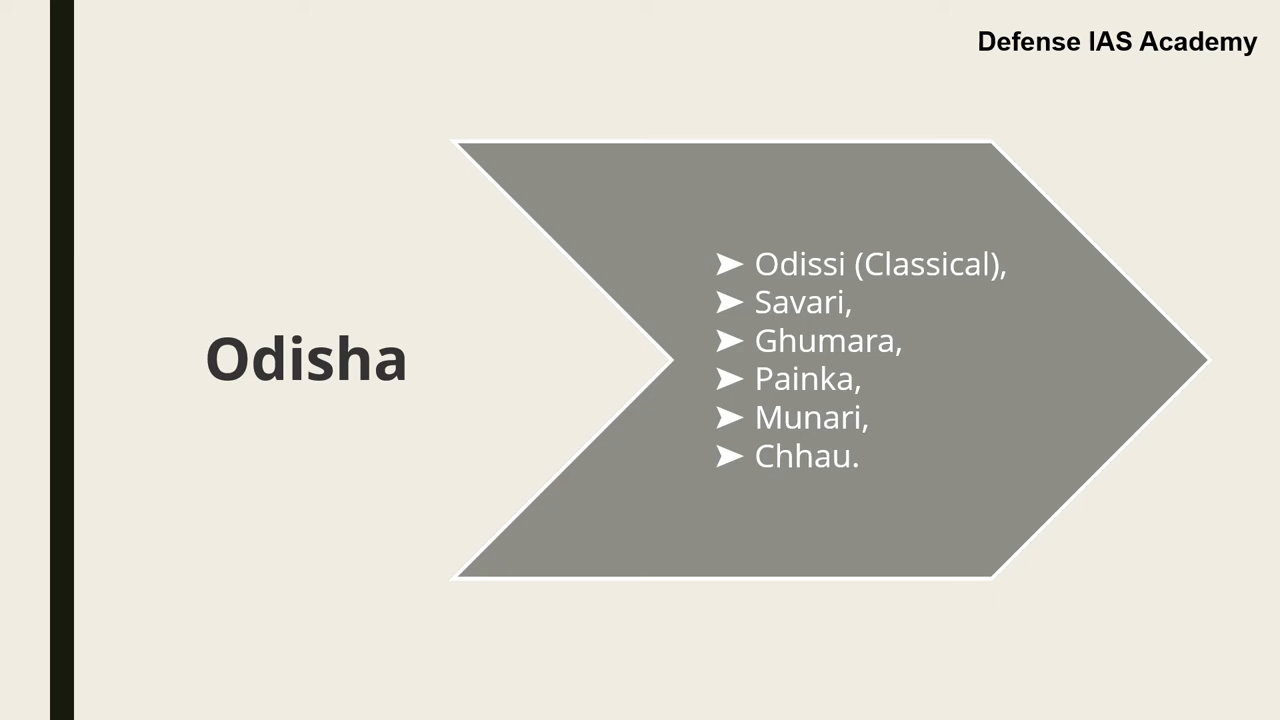 Defense IAS Academy
Odisha
➤ Odissi (Classical),
➤ Savari,
➤ Ghumara,
➤ Painka,
➤ Munari,
➤ Chhau.